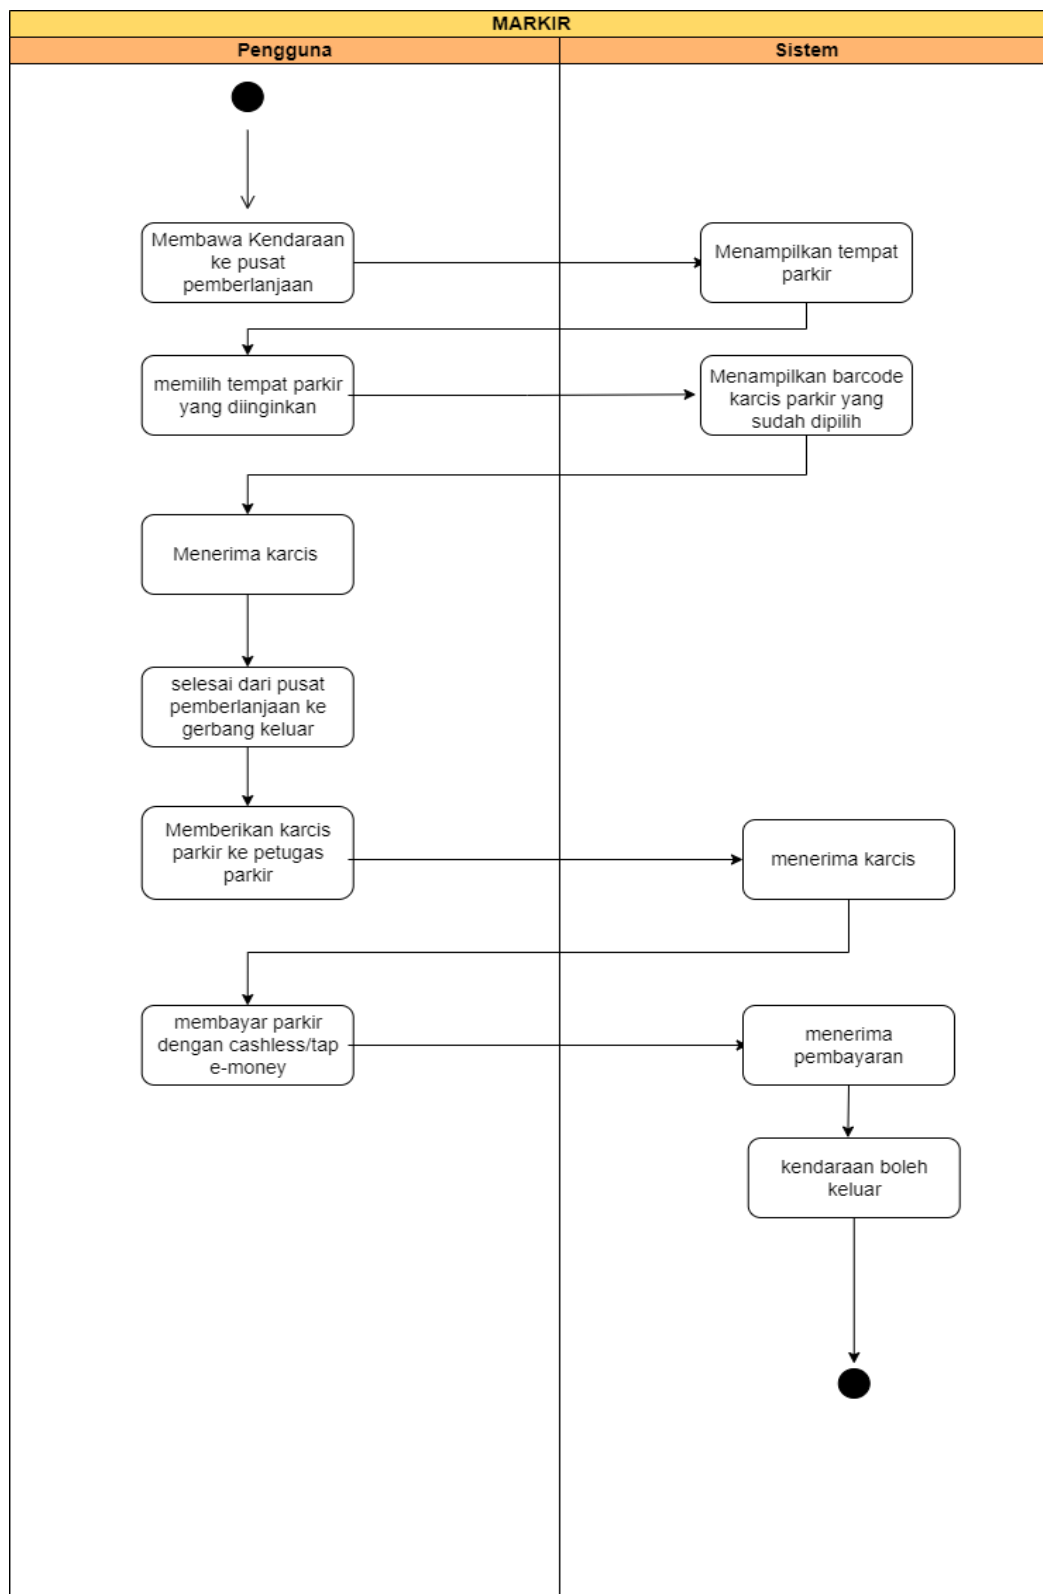 MARKIR
Pengguna
Sistem
Membawa Kendaraan
ke pusat
pemberlanjaan
Menampilkan tempat
parkir
memilih tempat parkir
yang diinginkan
Menampilkan barcode
karcis parkir yang
sudah dipilih
Menerima karcis
selesai dari pusat
pemberlanjaan ke
gerbang keluar
Memberikan karcis
parkir ke petugas
parkir
menerima karcis
membayar parkir
dengan cashless/tap
e-money
menerima
pembayaran
kendaraan boleh
keluar